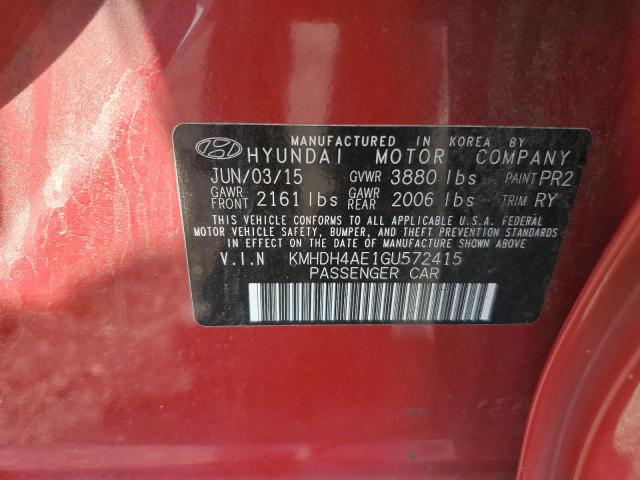 MANUFACTURED IN KOREA BY
HYUNDAI MOTOR COMPANY
JUN/03/15 GVWR 3880 lbs PAINT PR2
GAWR FRONT 2161 lbs GAWR REAR 2006 lbs TRIM RY
THIS VEHICLE CONFORMS TO ALL APPLICABLE U.S.A. FEDERAL
MOTOR VEHICLE SAFETY, BUMPER, AND THEFT PREVENTION STANDARDS
IN EFFECT ON THE DATE OF MANUFACTURE SHOWN ABOVE.
V.I.N KMHDH4AE1GU572415
PASSENGER CAR